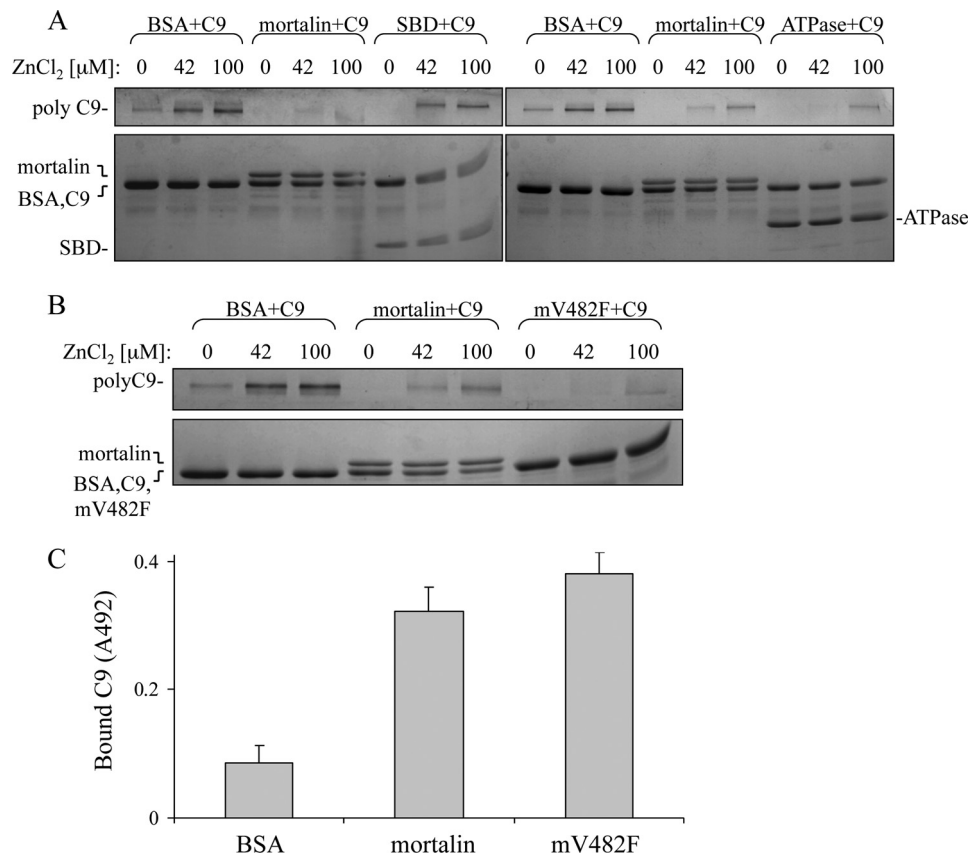 A
BSA+C9 mortalin+C9 SBD+C9 BSA+C9 mortalin+C9 ATPase+C9
ZnCl2 [µM]: 0 42 100 0 42 100 0 42 100 0 42 100 0 42 100 0 42 100
poly C9-
mortalin
BSA,C9
SBD-
-ATPase
B
BSA+C9 mortalin+C9 mV482F+C9
ZnCl2 [µM]: 0 42 100 0 42 100 0 42 100
polyC9-
mortalin
BSA,C9,
mV482F
C
Bound C9 (A492)
0.4
0.2
0
BSA mortalin mV482F